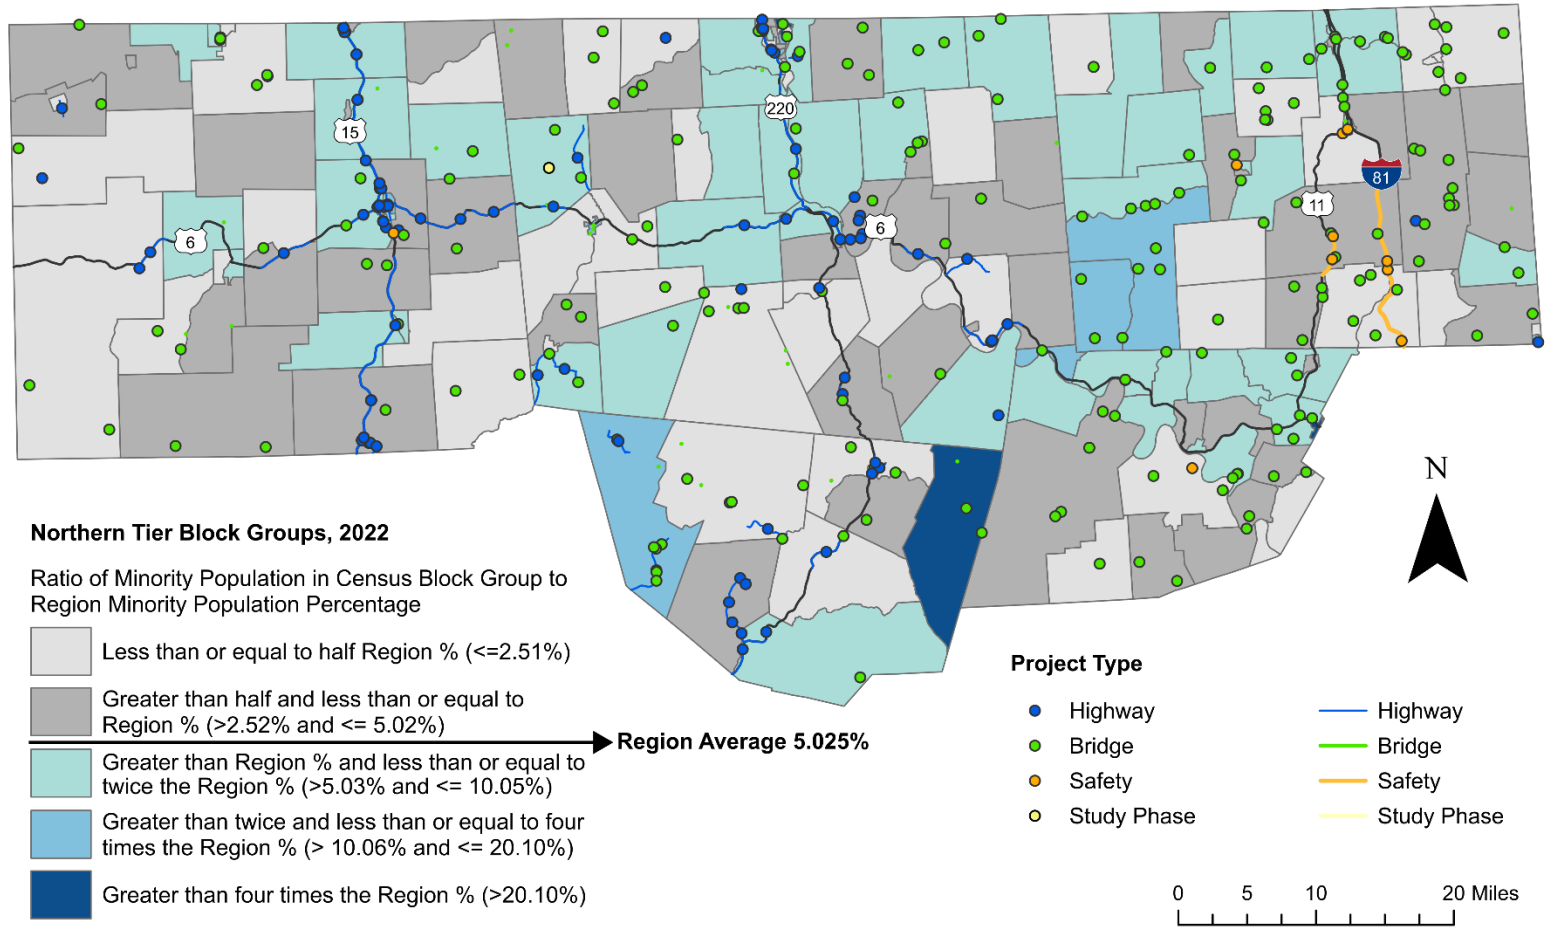 15
220
6
6
11
81
N
Northern Tier Block Groups, 2022
Ratio of Minority Population in Census Block Group to
Region Minority Population Percentage
Less than or equal to half Region % (<=2.51%)
Greater than half and less than or equal to
Region % (>2.52% and <= 5.02%)
Region Average 5.025%
Greater than Region % and less than or equal to
twice the Region % (>5.03% and <= 10.05%)
Greater than twice and less than or equal to four
times the Region % (> 10.06% and <= 20.10%)
Greater than four times the Region % (>20.10%)
Project Type
Highway Highway
Bridge Bridge
Safety Safety
Study Phase Study Phase
0 5 10 20 Miles